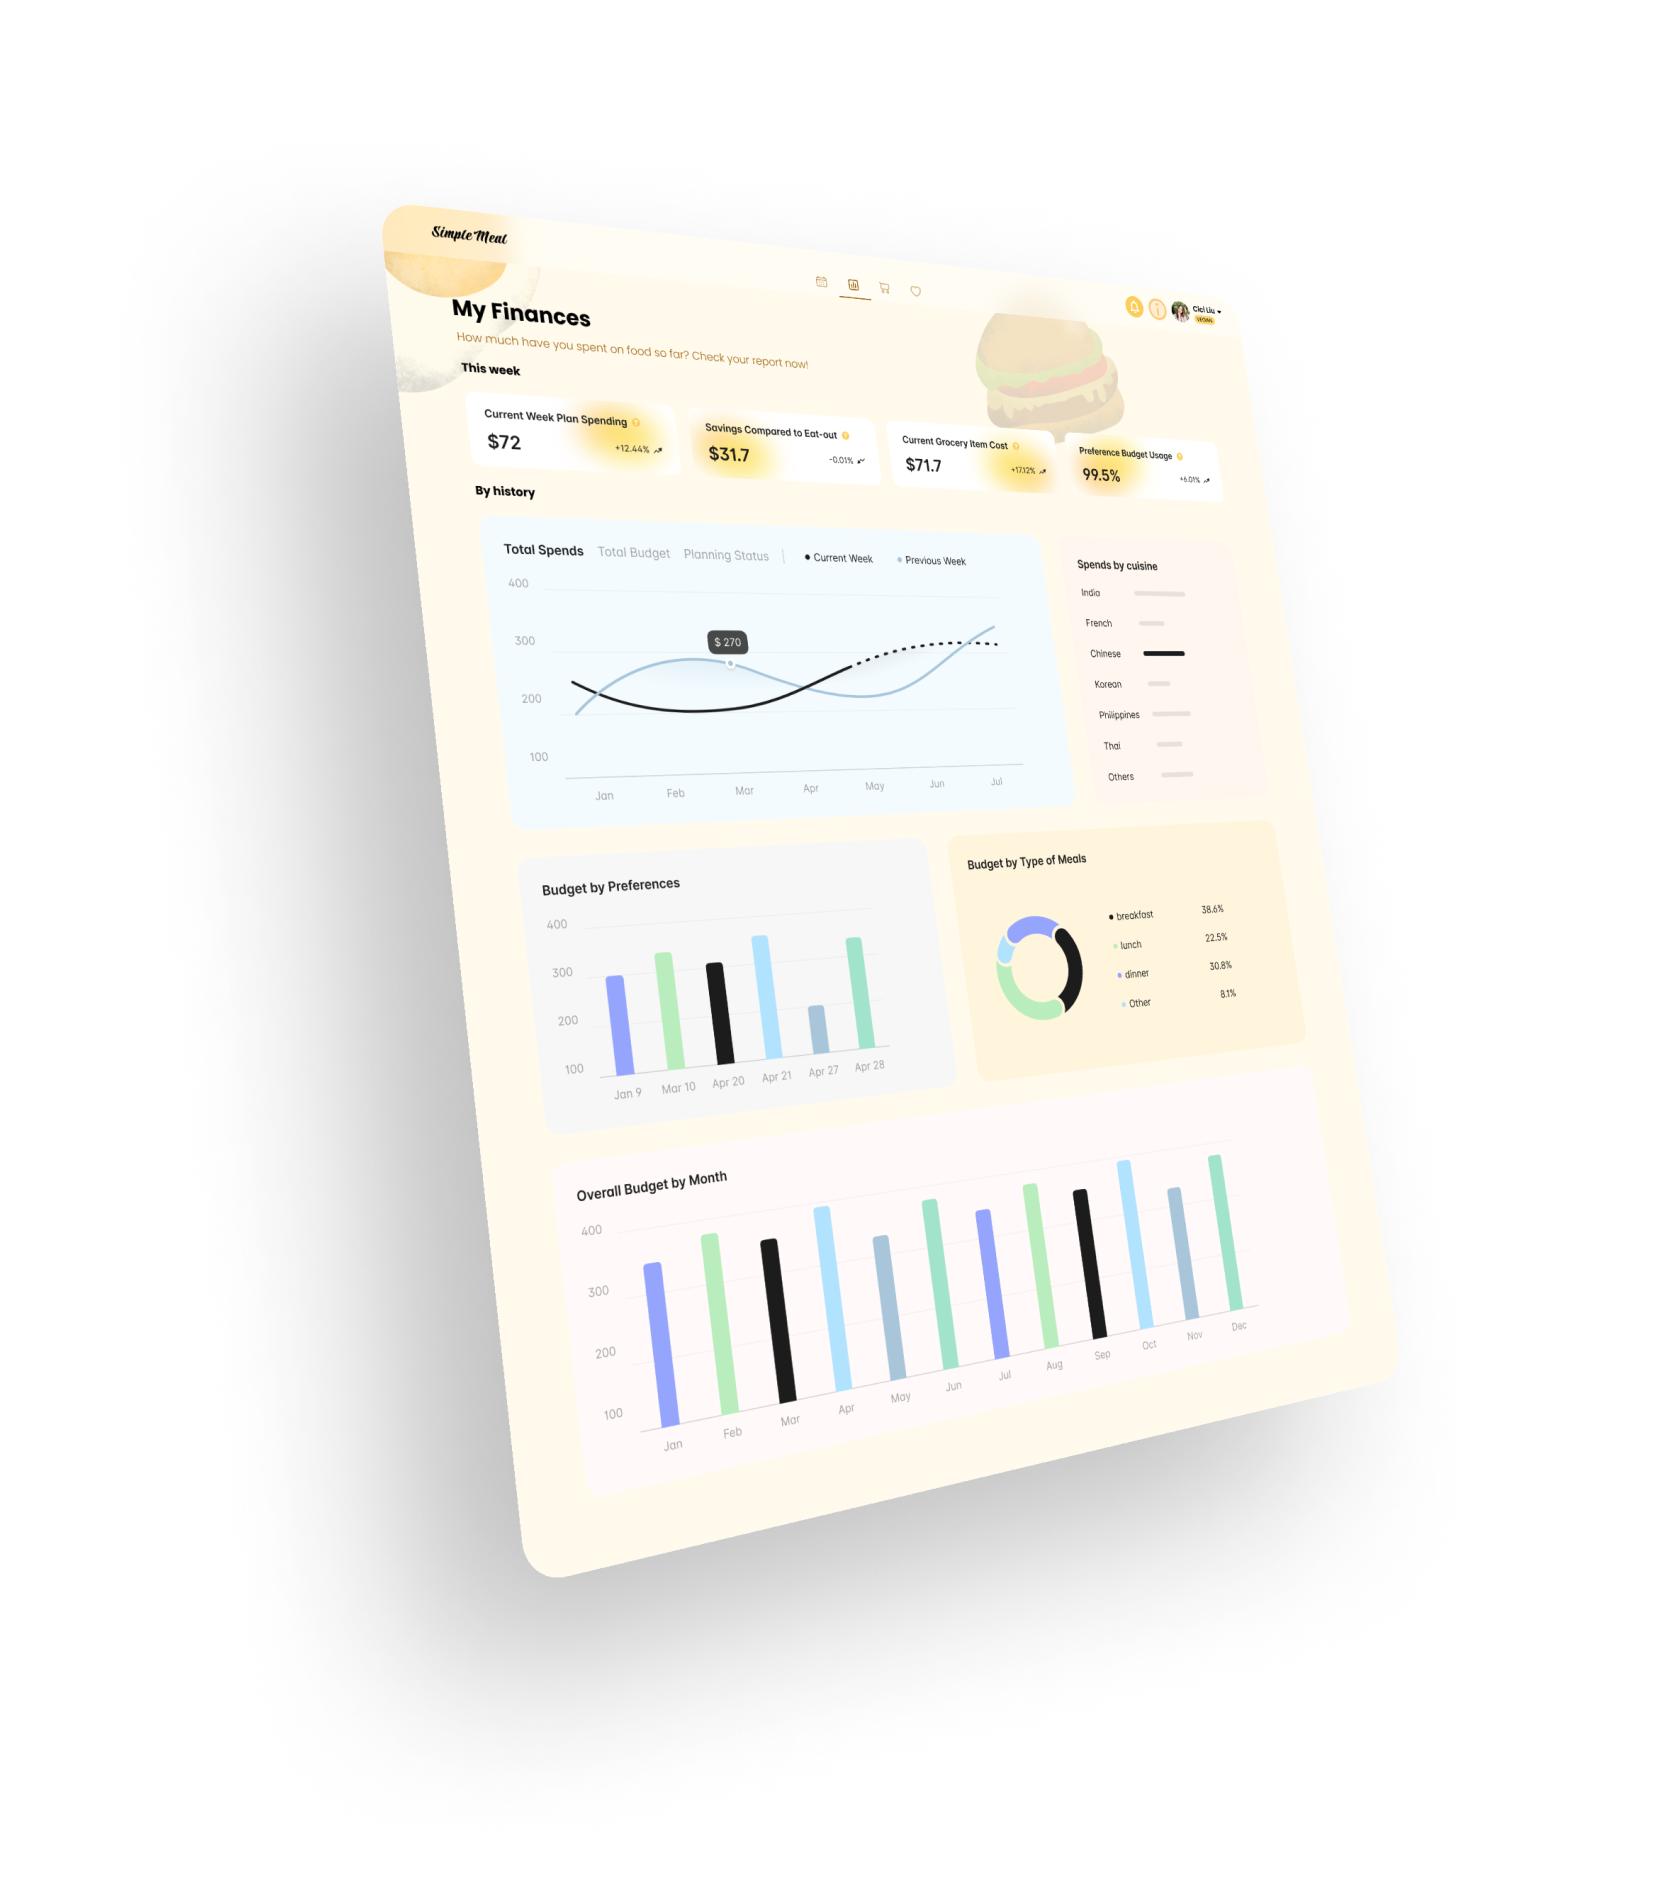 Simple Meal
Cici Liu
VEGAN
My Finances
How much have you spent on food so far? Check your report now!
This week
Current Week Plan Spending ?
$72
+12.44%
Savings Compared to Eat-out ?
$31.7
-0.01%
Current Grocery Item Cost ?
$71.7
+17.12%
Preference Budget Usage ?
99.5%
+6.01%
By history
Total Spends Total Budget Planning Status Current Week Previous Week
400
300
200
100
$ 270
Jan Feb Mar Apr May Jun Jul
Spends by cuisine
India
French
Chinese
Korean
Philippines
Thai
Others
Budget by Preferences
400
300
200
100
Jan 9 Mar 10 Apr 20 Apr 21 Apr 27 Apr 28
Budget by Type of Meals
breakfast 38.6%
lunch 22.5%
dinner 30.8%
Other 8.1%
Overall Budget by Month
400
300
200
100
Jan Feb Mar Apr May Jun Jul Aug Sep Oct Nov Dec